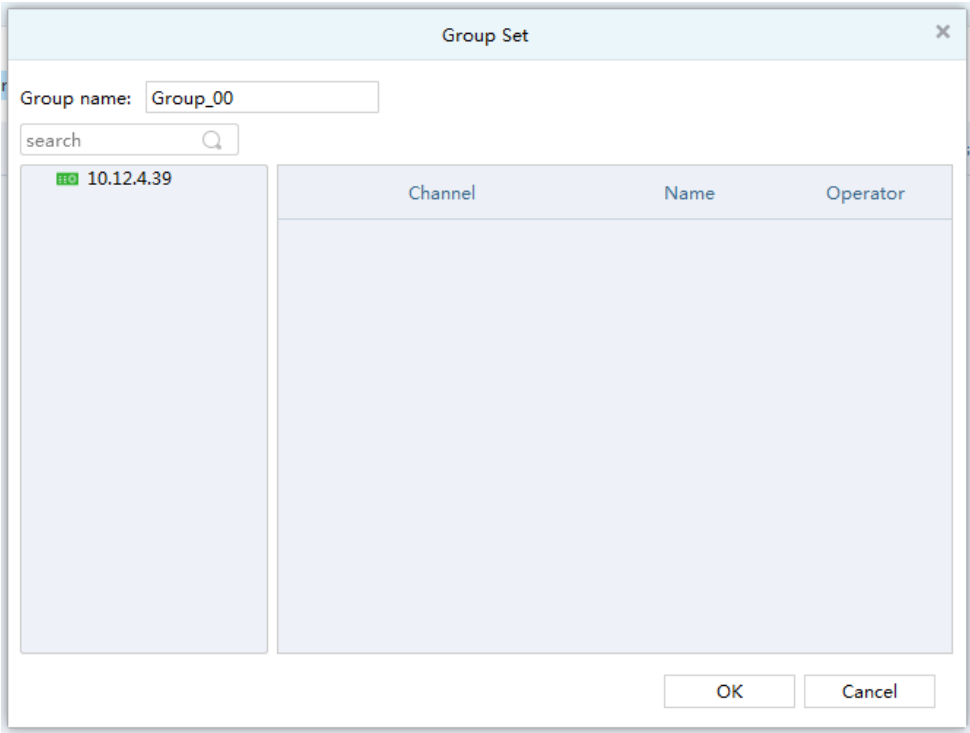 Group Set
Group name: Group_00
search
10.12.4.39
Channel Name Operator
OK Cancel